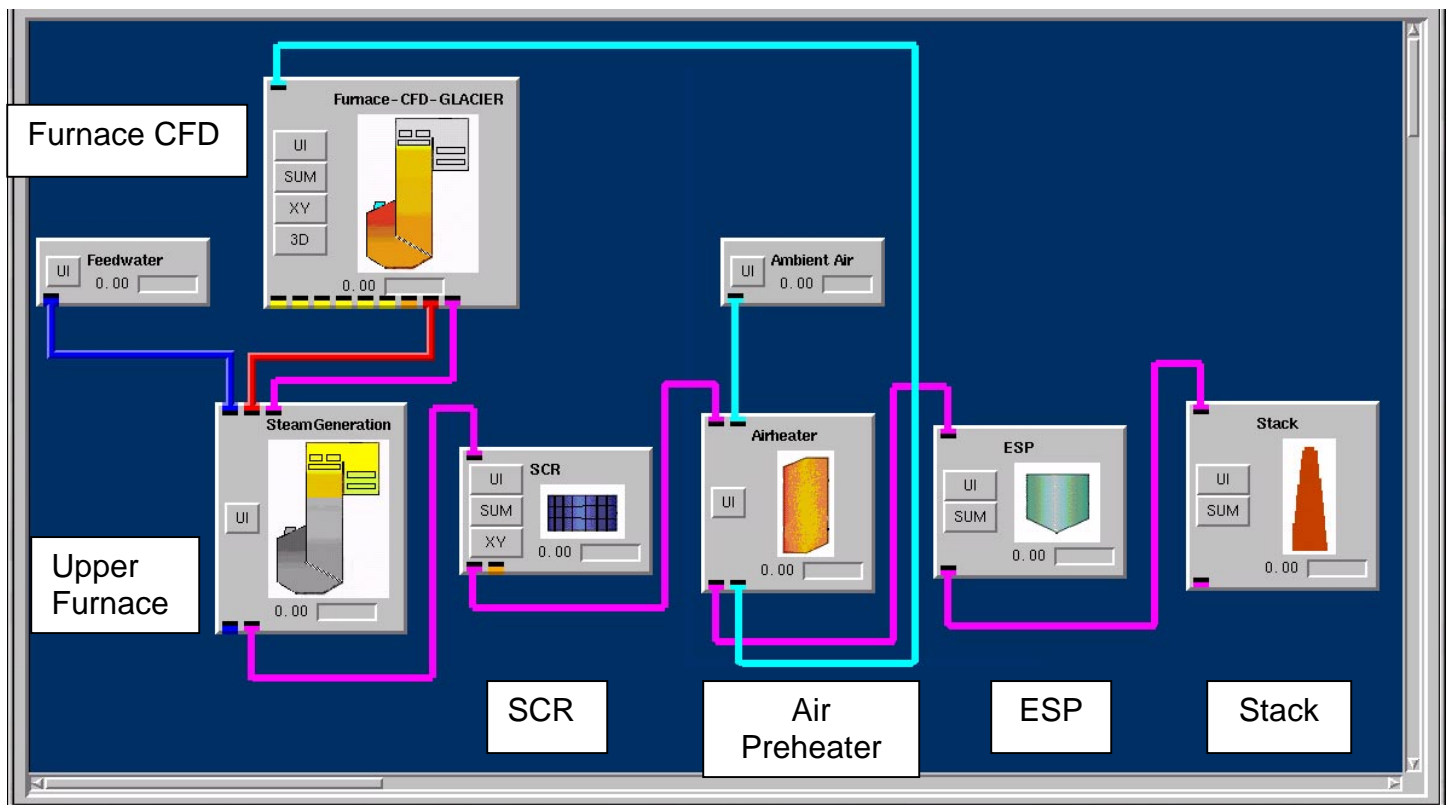 Furnace CFD
Furnace-CFD-GLACIER
UI
SUM
XY
3D
0.00
Feedwater
UI
0.00
Ambient Air
UI
0.00
SteamGeneration
UI
0.00
Upper
Furnace
SCR
UI
SUM
XY
0.00
Airheater
UI
0.00
ESP
UI
SUM
0.00
Stack
UI
SUM
0.00
SCR
Air
Preheater
ESP
Stack